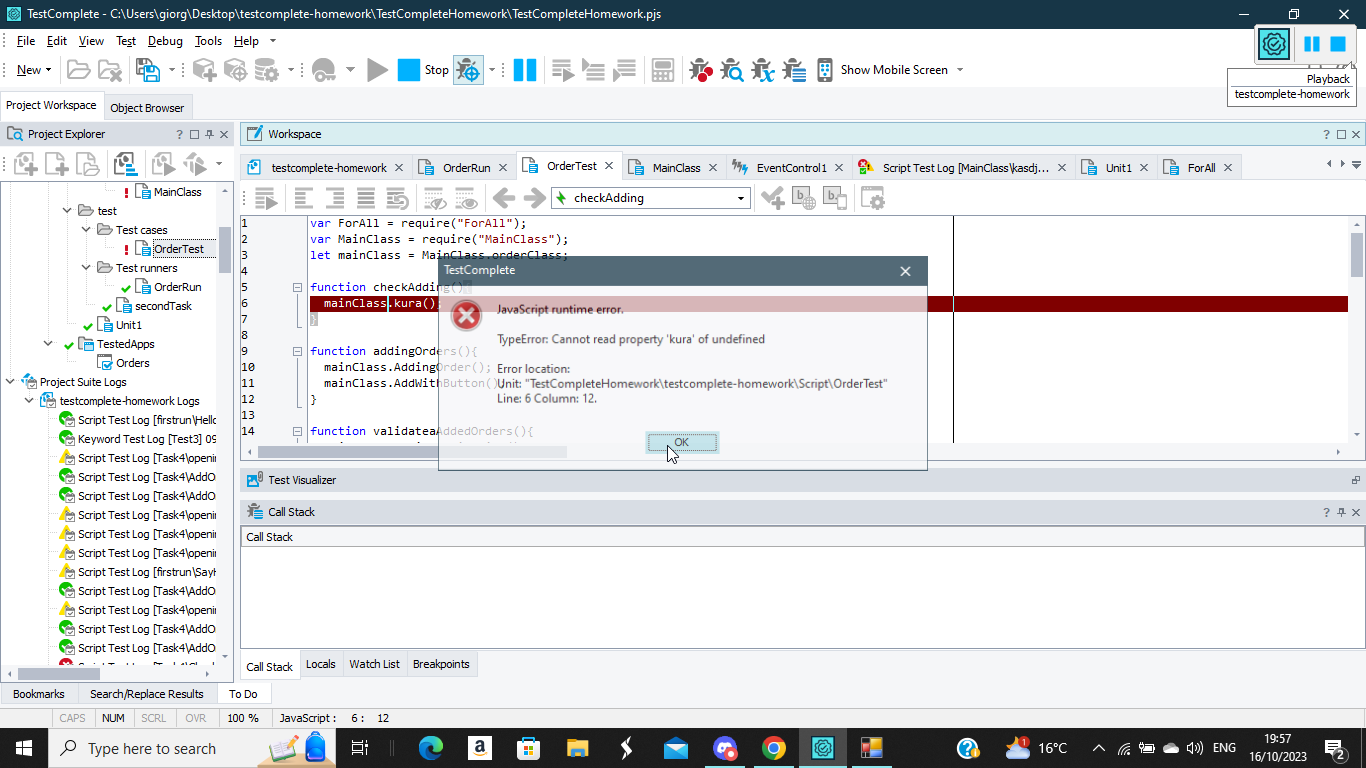 TestComplete - C:\Users\giorg\Desktop\testcomplete-homework\TestCompleteHomework\TestCompleteHomework.pjs
File Edit View Test Debug Tools Help
New Stop Show Mobile Screen
Playback
testcomplete-homework
Project Workspace Object Browser
Project Explorer
Workspace
testcomplete-homework OrderRun OrderTest MainClass EventControl1 Script Test Log [MainClass\kasdj... Unit1 ForAll
MainClass
test
Test cases
OrderTest
Test runners
OrderRun
secondTask
Unit1
TestedApps
Orders
Project Suite Logs
testcomplete-homework Logs
Script Test Log [firstrun\Hello
Keyword Test Log [Test3] 09
Script Test Log [Task4\openin
Script Test Log [Task4\AddO
Script Test Log [Task4\AddO
Script Test Log [Task4\openin
Script Test Log [Task4\openin
Script Test Log [Task4\openin
Script Test Log [firstrun\SayH
Script Test Log [Task4\AddO
Script Test Log [Task4\openin
Script Test Log [Task4\AddO
Script Test Log [Task4\AddO
checkAdding
1 var ForAll = require("ForAll");
2 var MainClass = require("MainClass");
3 let mainClass = MainClass.orderClass;
4
5 function checkAdding(){
6 mainClass.kura();
7 }
8
9 function addingOrders(){
10 mainClass.AddingOrder();
11 mainClass.AddWithButton()
12 }
13
14 function validateaAddedOrders(){
TestComplete
JavaScript runtime error.
TypeError: Cannot read property 'kura' of undefined
Error location:
Unit: "TestCompleteHomework\testcomplete-homework\Script\OrderTest"
Line: 6 Column: 12.
OK
Test Visualizer
Call Stack
Call Stack
Call Stack Locals Watch List Breakpoints
Bookmarks Search/Replace Results To Do
CAPS NUM SCRL OVR 100 % JavaScript : 6 : 12
Type here to search
16°C ENG
19:57
16/10/2023
2